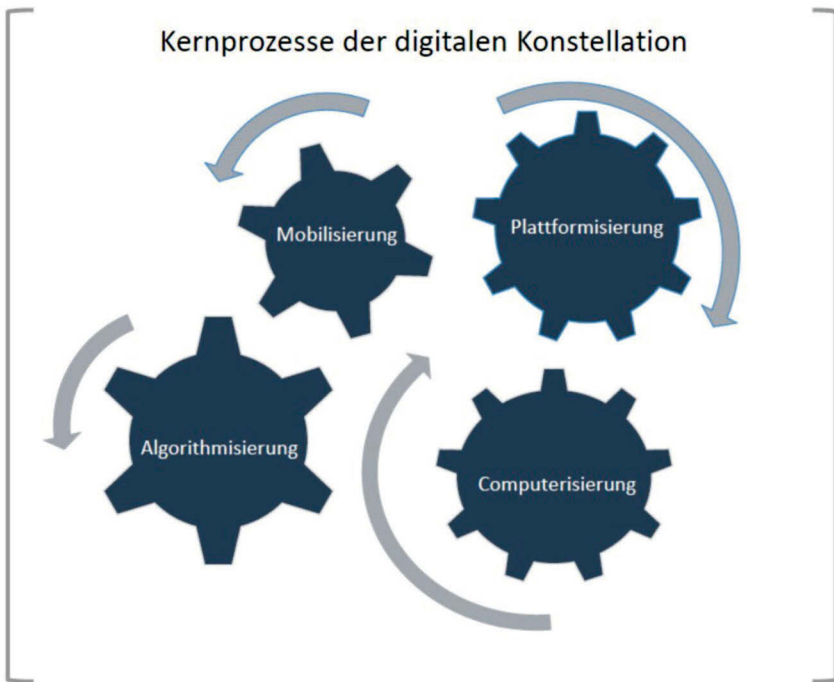 Kernprozesse der digitalen Konstellation
Mobilisierung
Plattformisierung
Algorithmisierung
Computerisierung